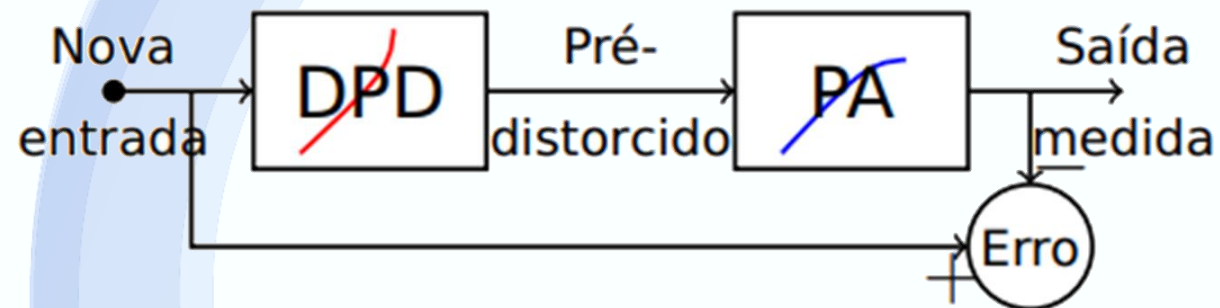 Nova
entrada
DPD
Pré-
distorcido
PA
Saída
medida
−
+
Erro